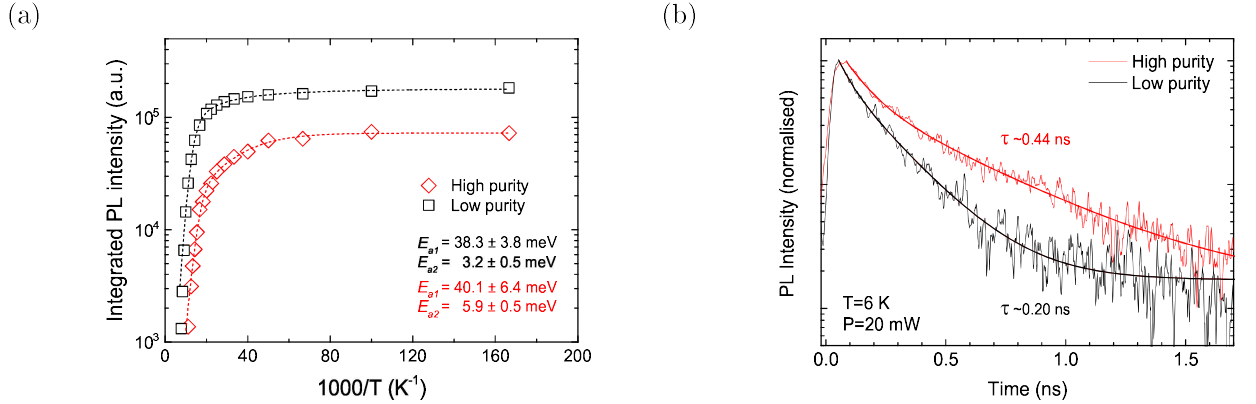 (a)
Integrated PL intensity (a.u.)
10^5
10^4
10^3
High purity
Low purity
E_a1 = 38.3 ± 3.8 meV
E_a2 = 3.2 ± 0.5 meV
E_a1 = 40.1 ± 6.4 meV
E_a2 = 5.9 ± 0.5 meV
0 40 80 120 160 200
1000/T (K^-1)
(b)
PL Intensity (normalised)
High purity
Low purity
τ ~0.44 ns
τ ~0.20 ns
T=6 K
P=20 mW
0.0 0.5 1.0 1.5
Time (ns)